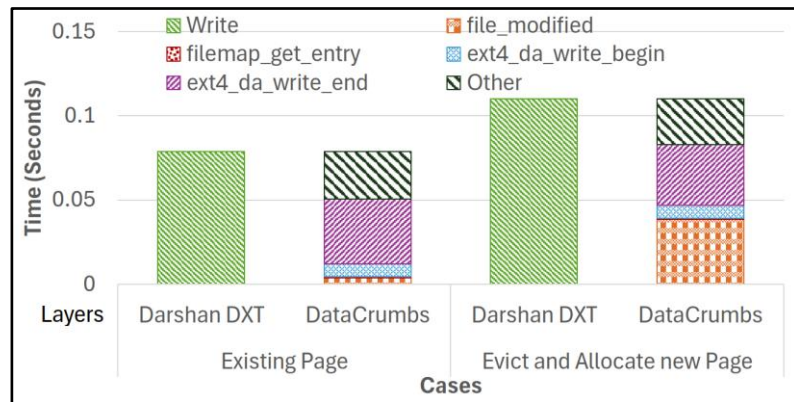 0.15
Write
file_modified
filemap_get_entry
ext4_da_write_begin
ext4_da_write_end
Other
0.1
0.05
0
Time (Seconds)
Layers
Darshan DXT
DataCrumbs
Darshan DXT
DataCrumbs
Existing Page
Evict and Allocate new Page
Cases